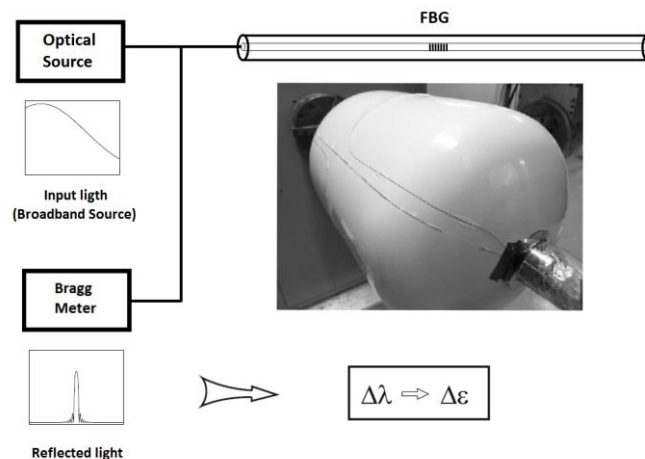 FBG
Optical
Source
Input ligth
(Broadband Source)
Bragg
Meter
Δλ ⇨ Δε
Reflected light